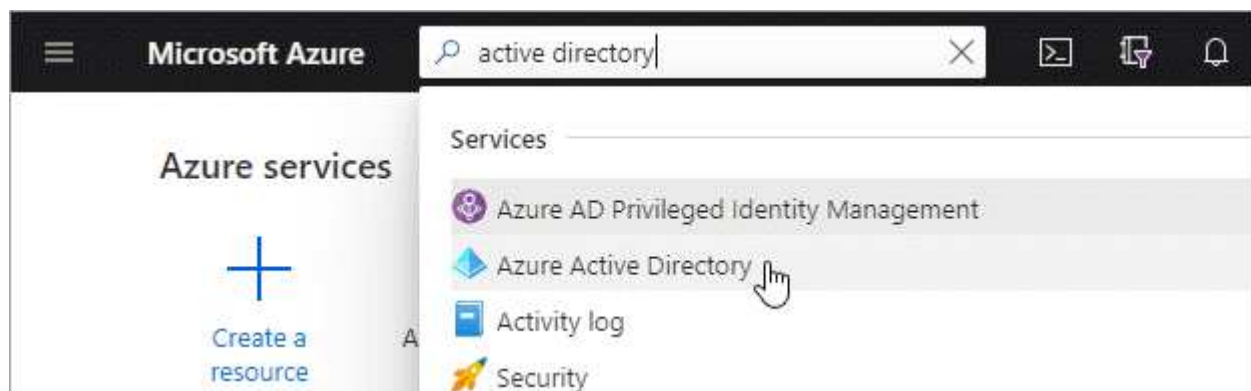 Microsoft Azure
active directory
Azure services
Services
Azure AD Privileged Identity Management
Azure Active Directory
Activity log
Security
Create a
resource
A